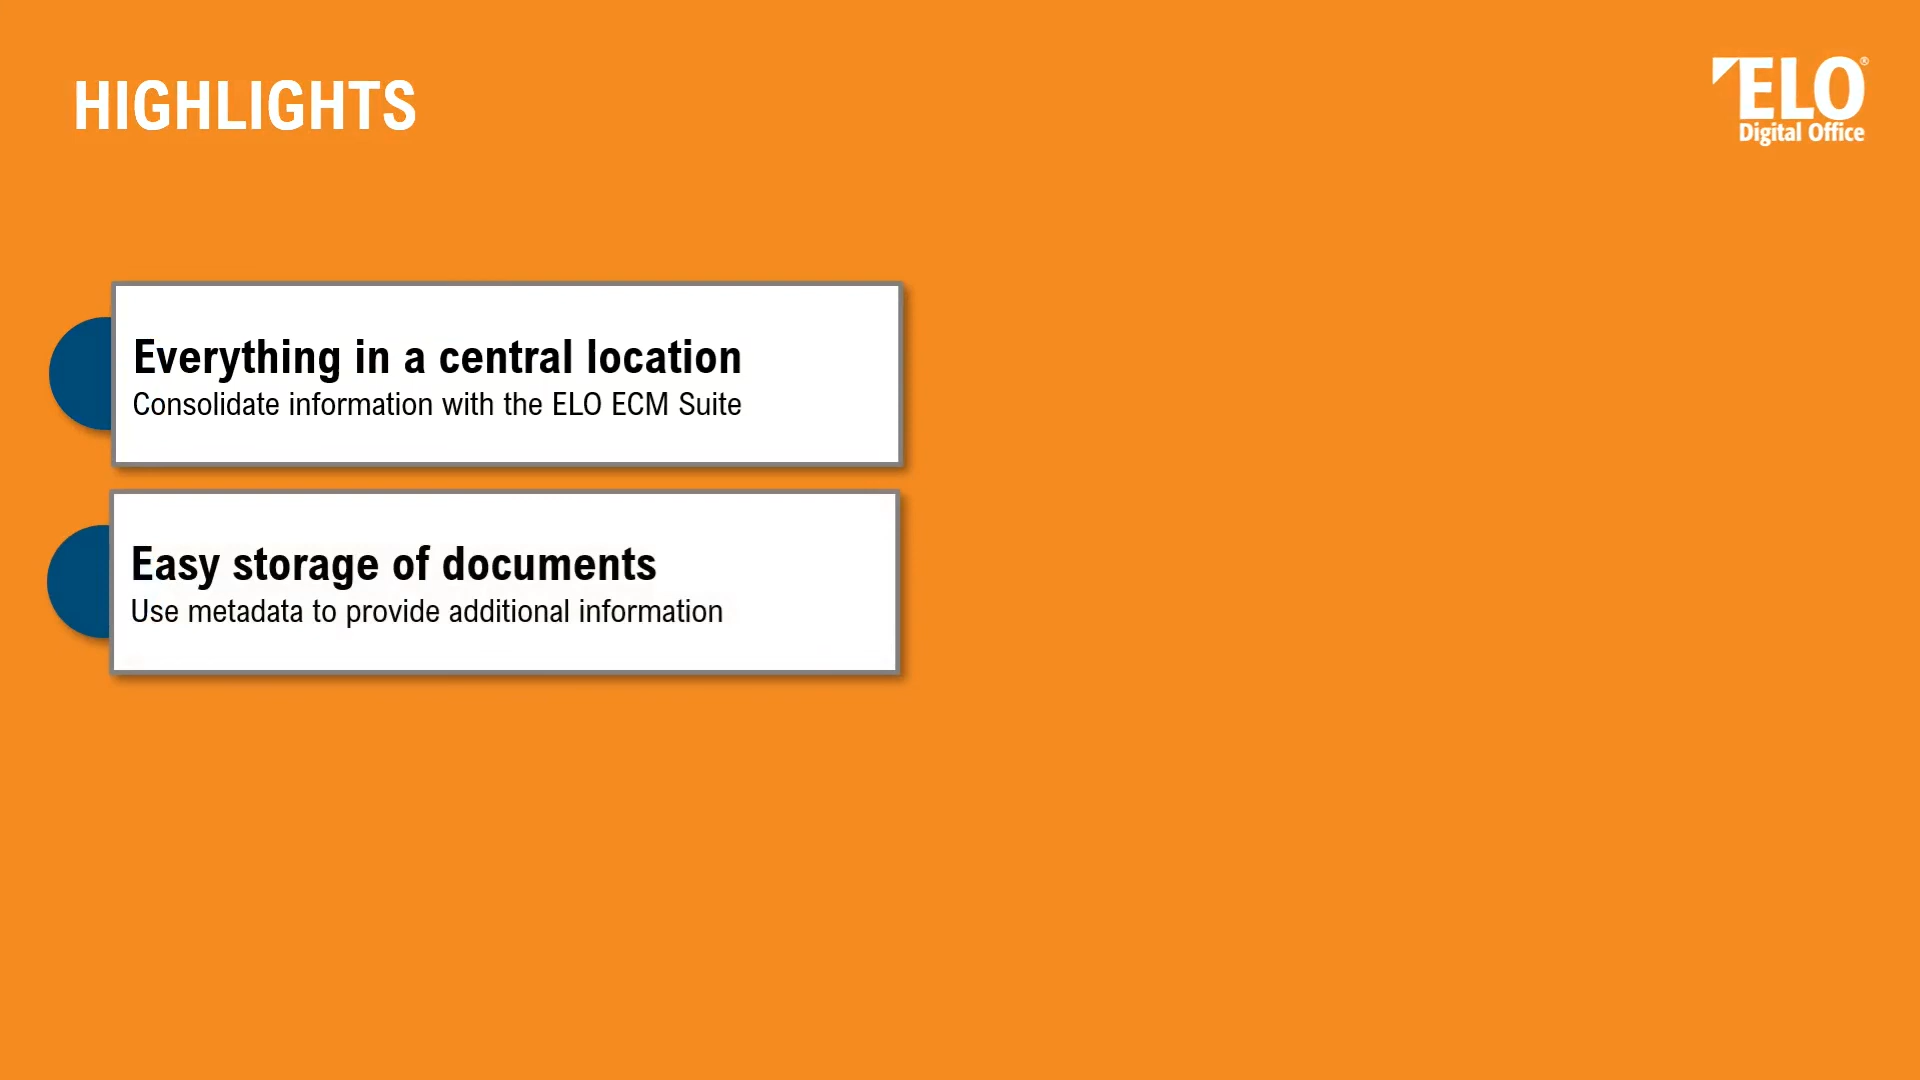 HIGHLIGHTS
ELO®
Digital Office
Everything in a central location
Consolidate information with the ELO ECM Suite
Easy storage of documents
Use metadata to provide additional information